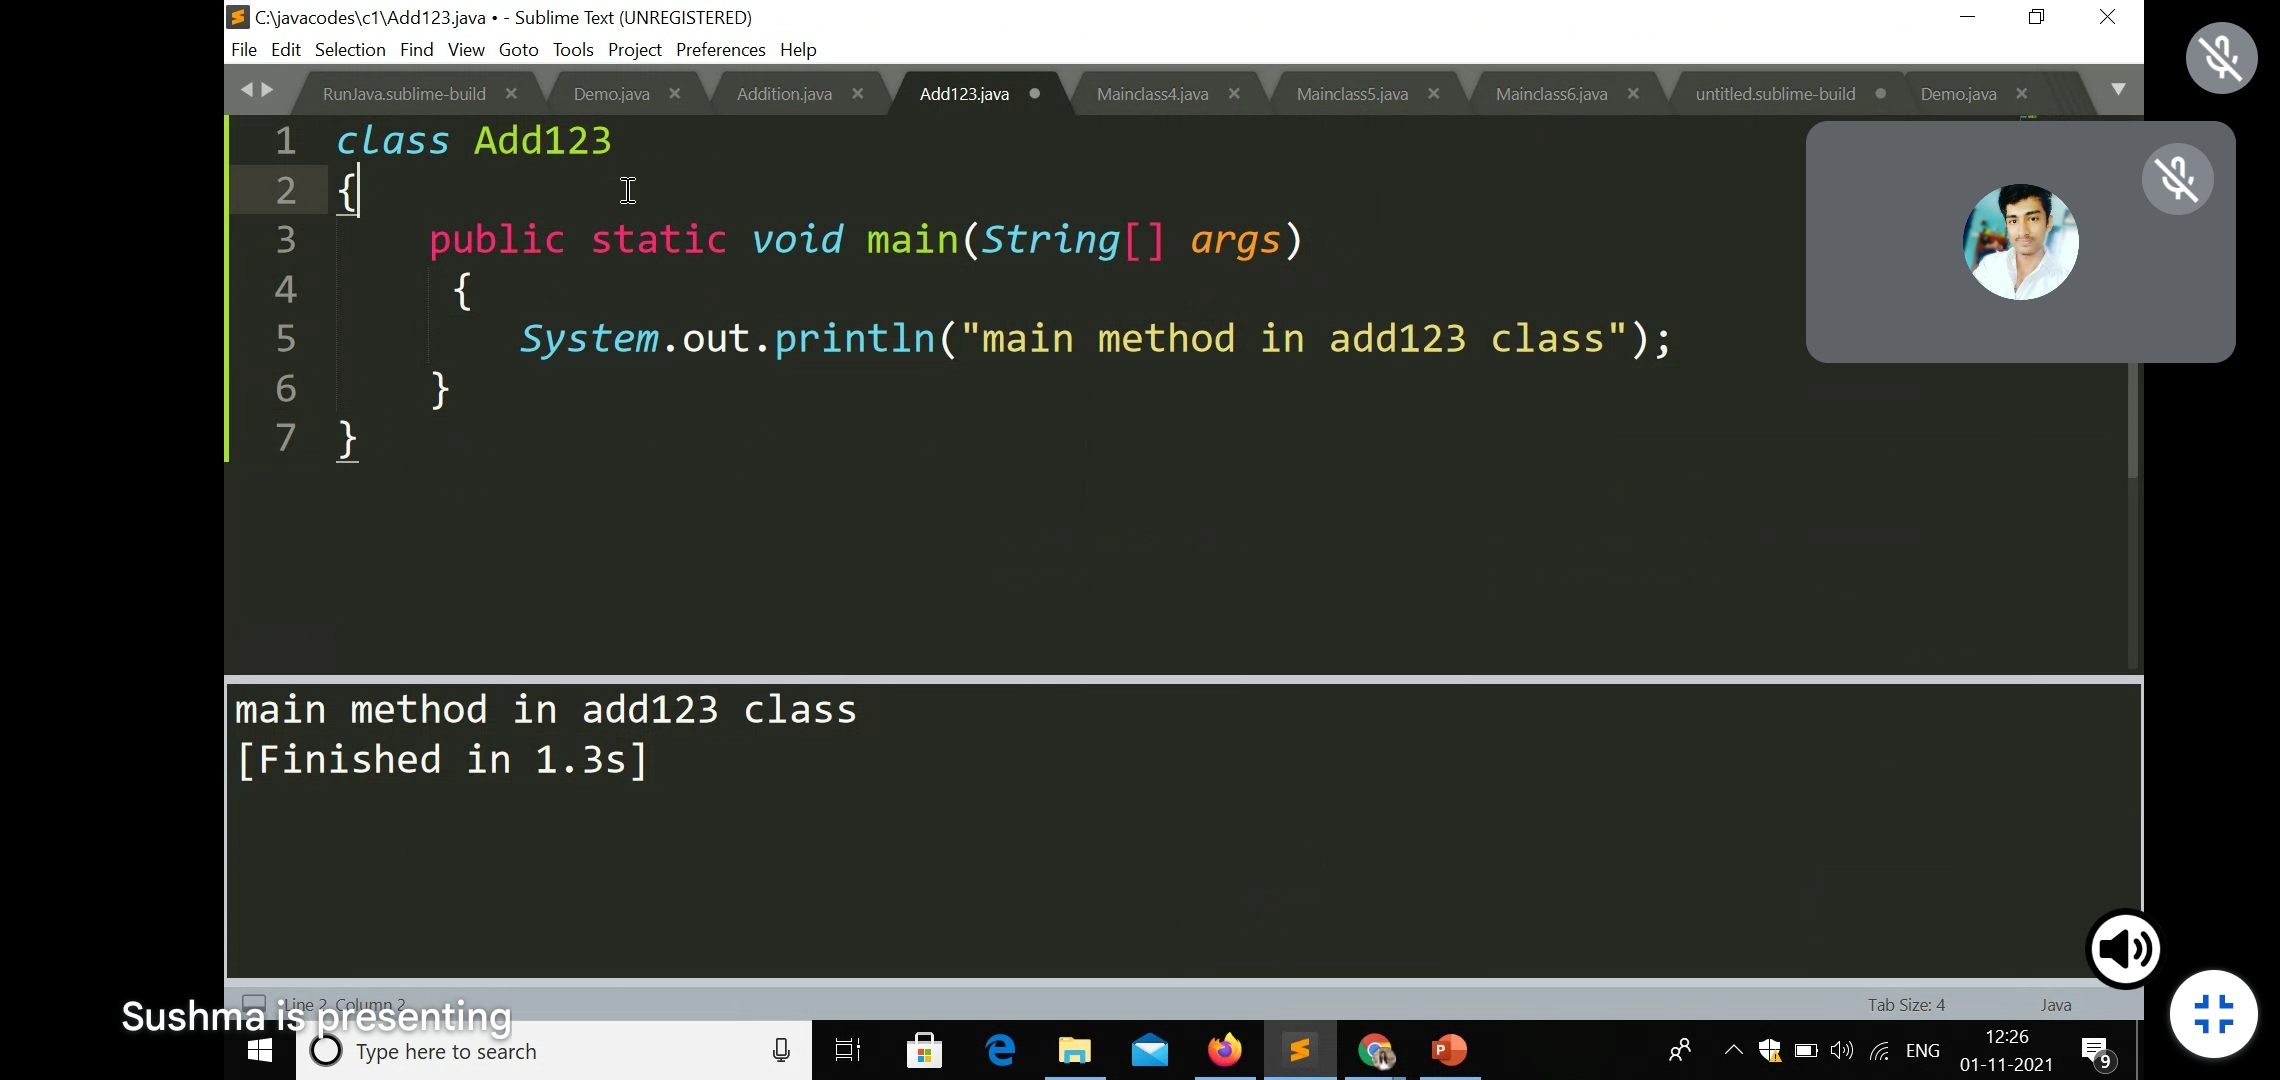 C:\javacodes\c1\Add123.java • - Sublime Text (UNREGISTERED)
File Edit Selection Find View Goto Tools Project Preferences Help
RunJava.sublime-build Demo.java Addition.java Add123.java Mainclass4.java Mainclass5.java Mainclass6.java untitled.sublime-build Demo.java
1 class Add123
2 {
3 public static void main(String[] args)
4 {
5 System.out.println("main method in add123 class");
6 }
7 }
main method in add123 class
[Finished in 1.3s]
Line 2, Column 2 Tab Size: 4 Java
Sushma is presenting
Type here to search
P
ENG
12:26
01-11-2021
9